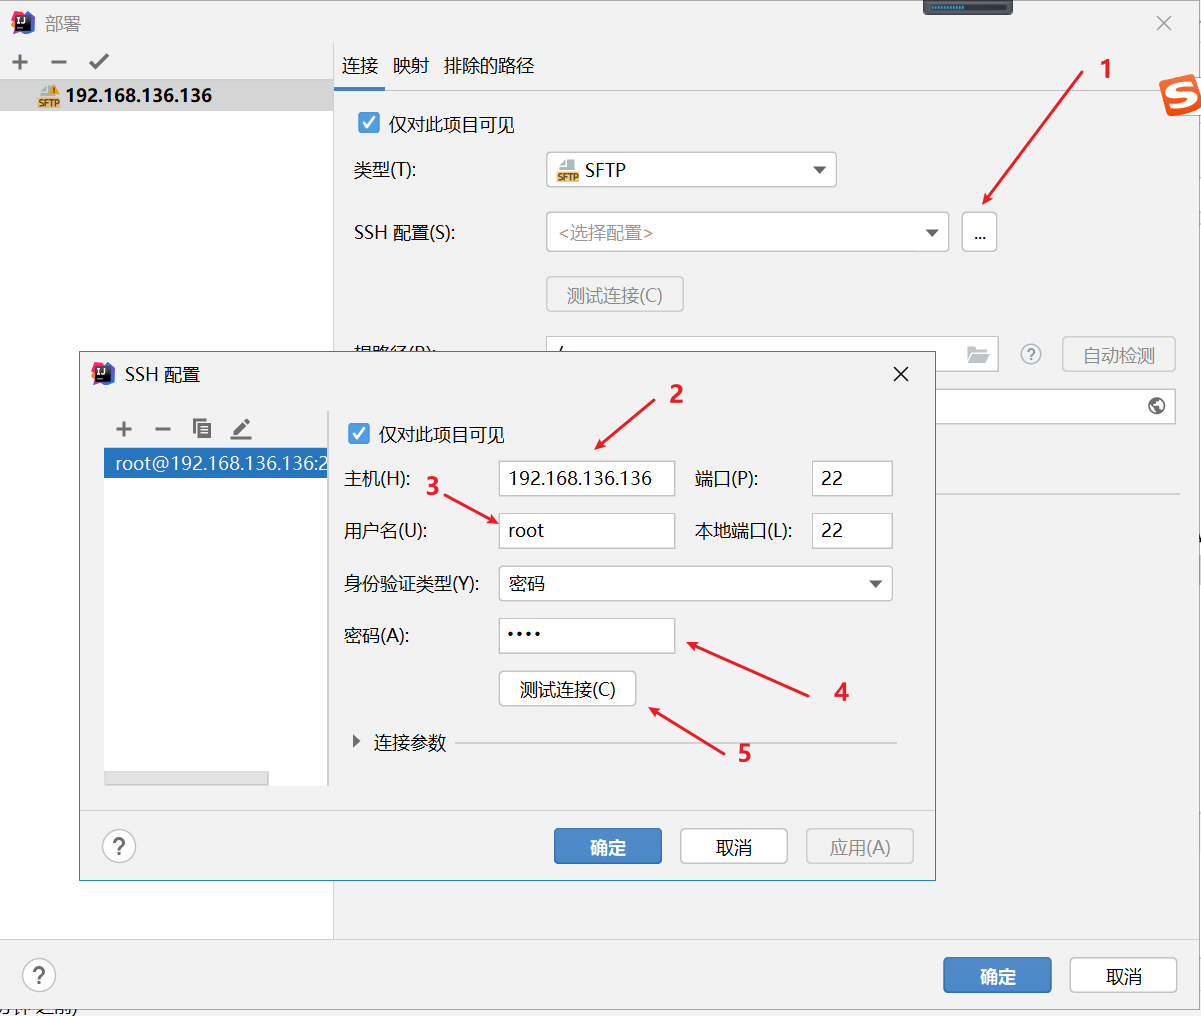 部署
192.168.136.136
连接 映射 排除的路径
1
仅对此项目可见
类型(T):
SFTP SFTP
SSH 配置(S):
<选择配置>
...
测试连接(C)
根路径(R):
/
?
自动检测
SSH 配置
root@192.168.136.136:2
仅对此项目可见
2
主机(H):
192.168.136.136
端口(P):
22
3
用户名(U):
root
本地端口(L):
22
身份验证类型(Y):
密码
密码(A):
••••
4
测试连接(C)
5
连接参数
?
确定
取消
应用(A)
?
确定
取消